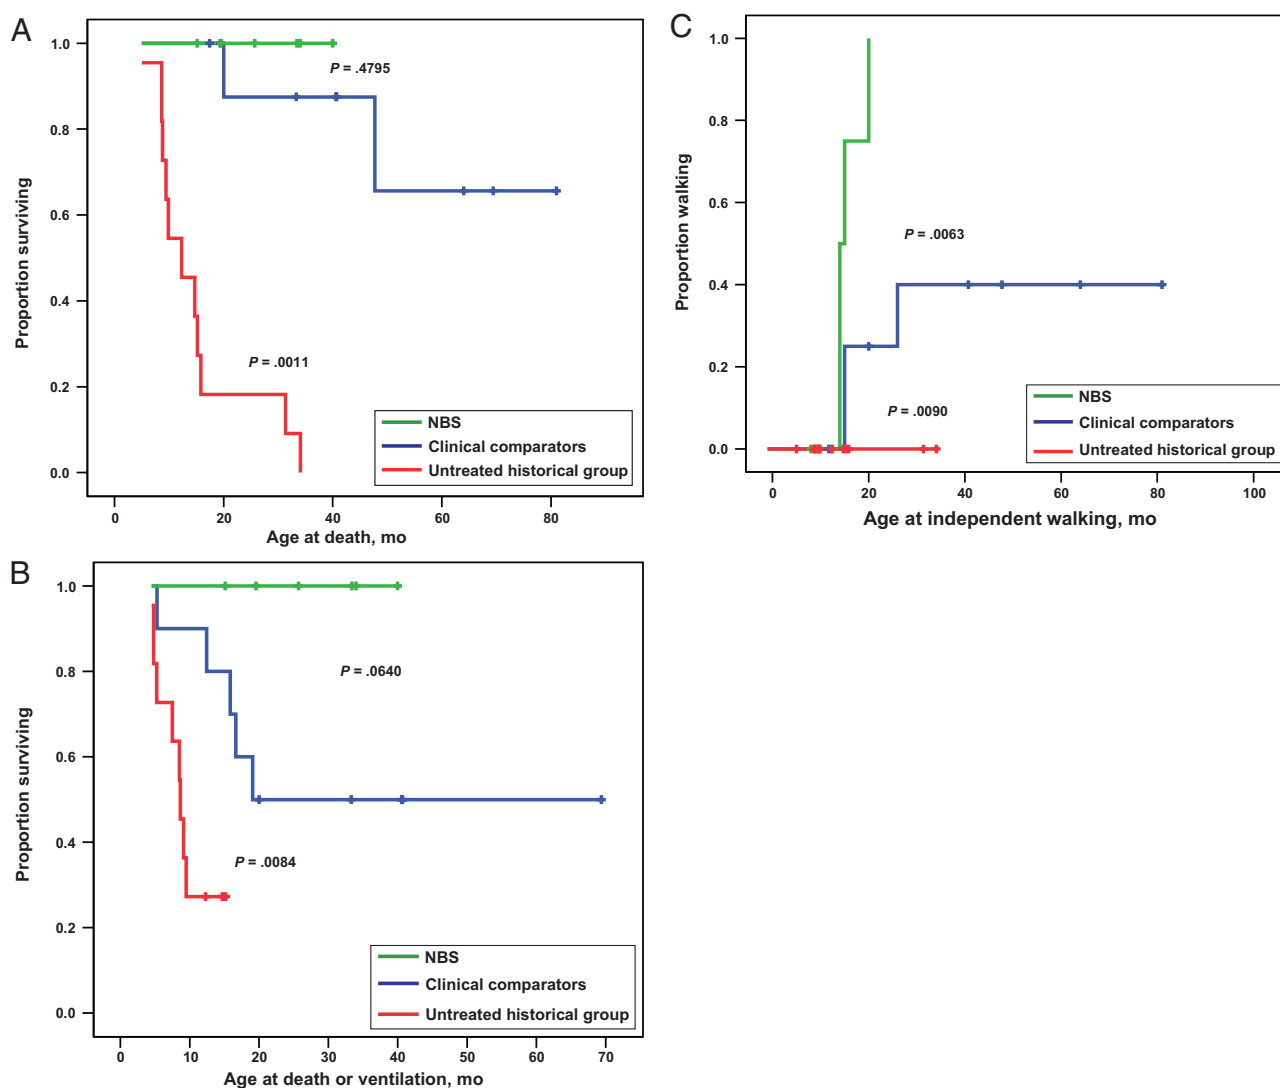 A
Proportion surviving
1.0
0.8
0.6
0.4
0.2
0.0
P = .4795
P = .0011
NBS
Clinical comparators
Untreated historical group
0 20 40 60 80
Age at death, mo
B
Proportion surviving
1.0
0.8
0.6
0.4
0.2
0.0
P = .0640
P = .0084
NBS
Clinical comparators
Untreated historical group
0 10 20 30 40 50 60 70
Age at death or ventilation, mo
C
Proportion walking
1.0
0.8
0.6
0.4
0.2
0.0
P = .0063
P = .0090
NBS
Clinical comparators
Untreated historical group
0 20 40 60 80 100
Age at independent walking, mo